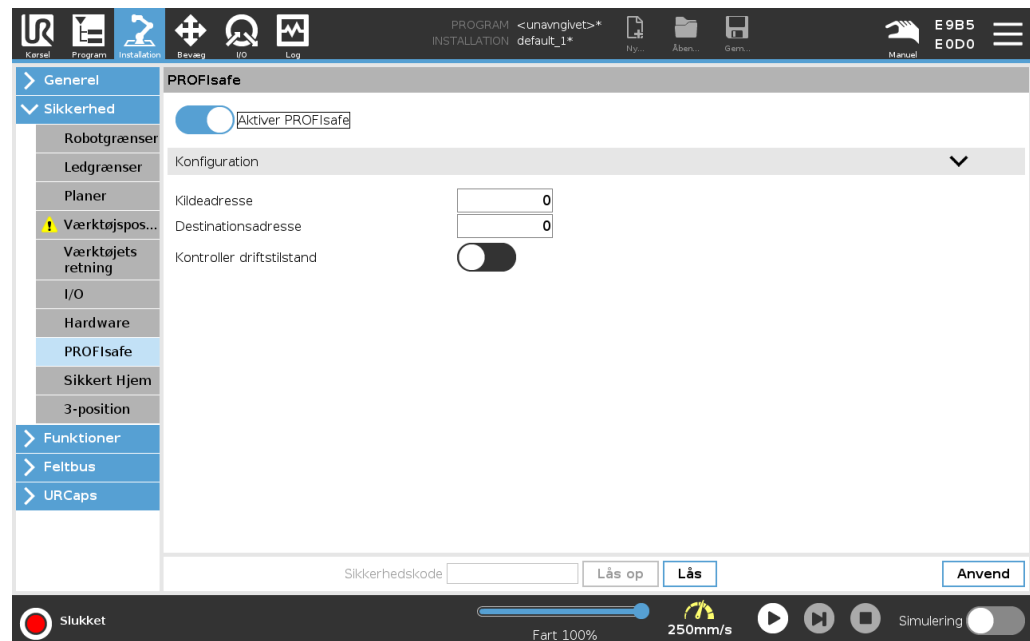 PROGRAM <unavngivet>*
INSTALLATION default_1*
Kørsel Program Installation Bevæg I/O Log Ny... Åben... Gem... Manuel
E9B5
E0D0
Generel
Sikkerhed
Robotgrænser
Ledgrænser
Planer
Værktøjspos...
Værktøjets
retning
I/O
Hardware
PROFIsafe
Sikkert Hjem
3-position
Funktioner
Feltbus
URCaps
PROFIsafe
Aktiver PROFIsafe
Konfiguration
Kildeadresse 0
Destinationsadresse 0
Kontroller driftstilstand
Sikkerhedskode Lås op Lås Anvend
Slukket
Fart 100%
250mm/s
Simulering